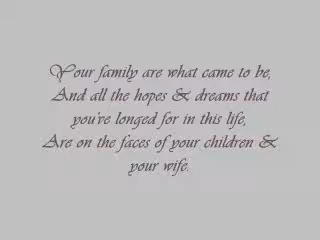 Your family are what came to be,
And all the hopes & dreams that
you're longed for in this life,
Are on the faces of your children &
your wife.